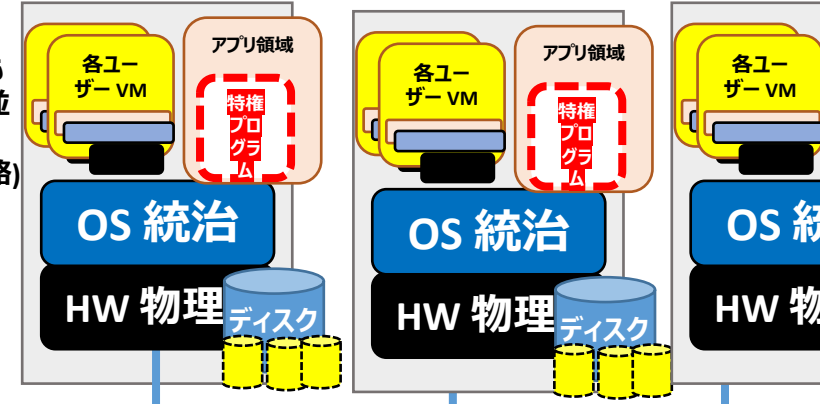 並
略)
各ユー
ザー VM
アプリ領域
特権
プロ
グラ
ム
OS 統治
HW 物理
ディスク
各ユー
ザー VM
アプリ領域
特権
プロ
グラ
ム
OS 統治
HW 物理
ディスク
各ユー
ザー VM
OS 統
HW 物